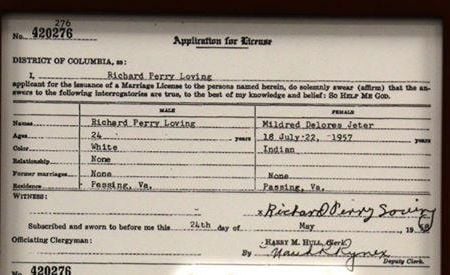 276
No. 420276
Application for License
DISTRICT OF COLUMBIA, ss:
I, Richard Perry Loving
applicant for the issuance of a Marriage License to the persons named herein, do solemnly swear (affirm) that the an-
swers to the following interrogatories are true, to the best of my knowledge and belief: So HELP ME GOD.
MALE FEMALE
Names Richard Perry Loving Mildred Delores Jeter
Ages 24 years 18 July-22, -1957 years
Color White Indian
Relationship None
Former marriages None None
Residence Passing, Va. Passing, Va.
WITNESS:
x Richard Perry Loving
Subscribed and sworn to before me this 24th day of May , 1958
Officiating Clergyman: HARRY M. HULL, Clerk
By Deputy Clerk.
No. 420276